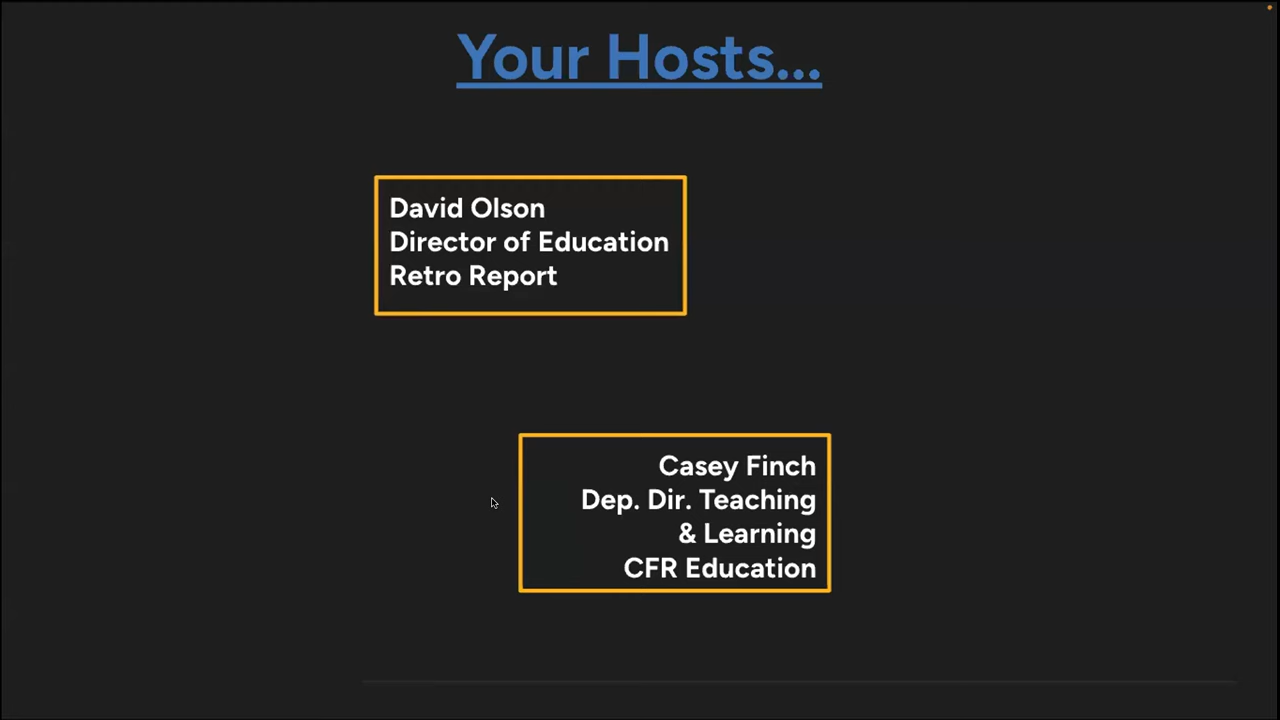 Your Hosts...
David Olson
Director of Education
Retro Report
Casey Finch
Dep. Dir. Teaching
& Learning
CFR Education